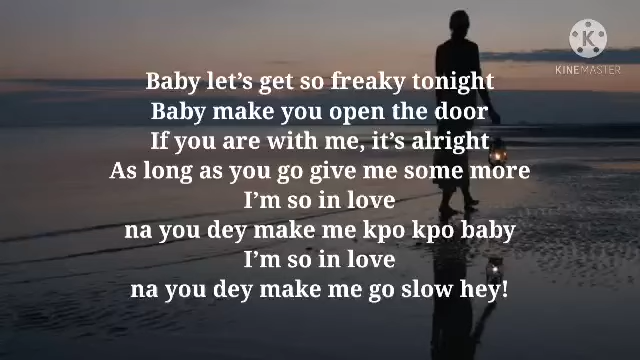 KINEMASTER
Baby let’s get so freaky tonight
Baby make you open the door
If you are with me, it’s alright
As long as you go give me some more
I’m so in love
na you dey make me kpo kpo baby
I’m so in love
na you dey make me go slow hey!